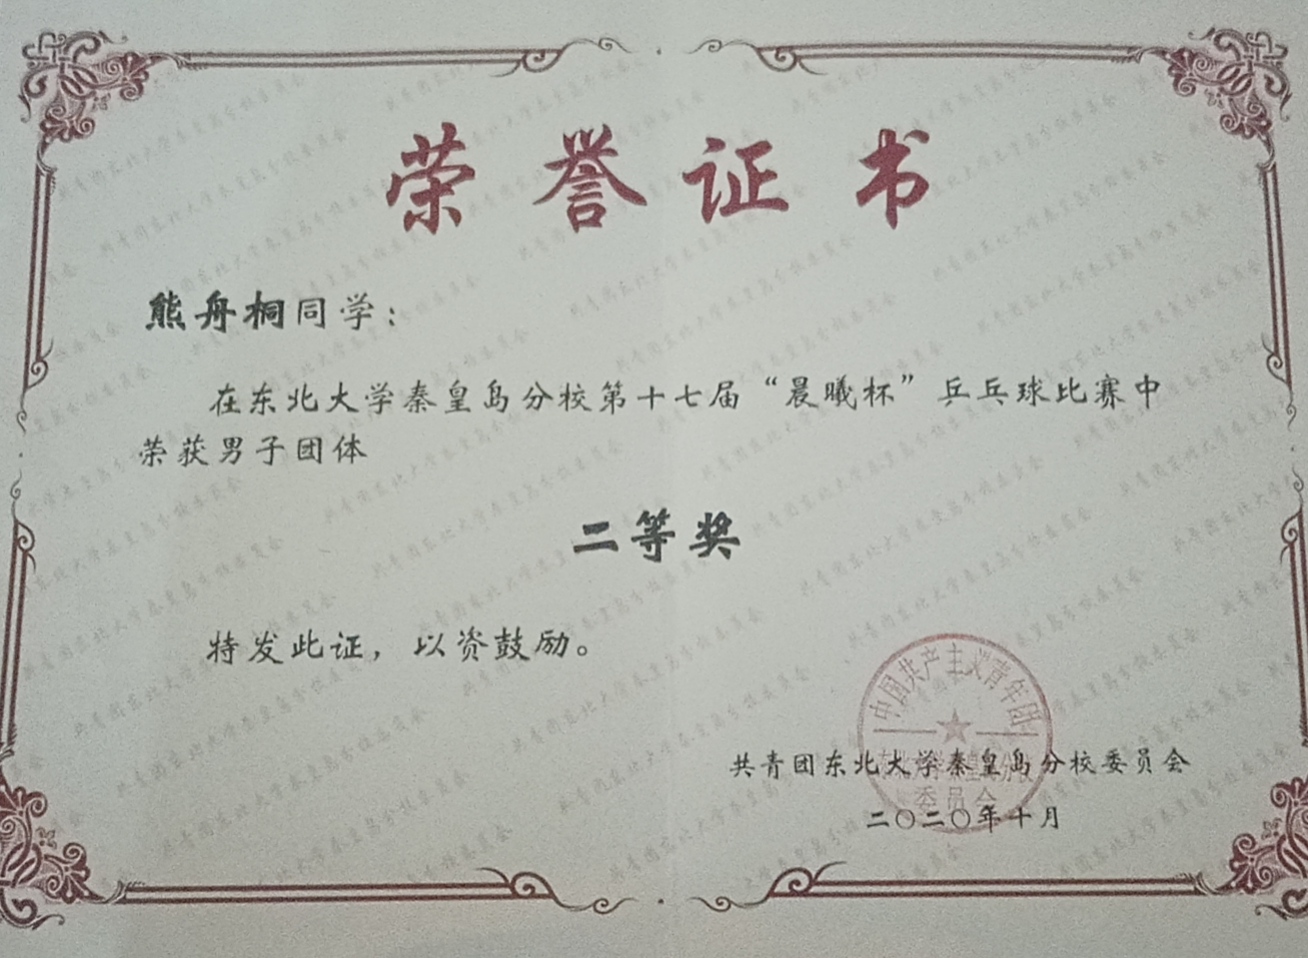 荣誉证书
熊舟桐同学：
在东北大学秦皇岛分校第十七届“晨曦杯”乒乓球比赛中
荣获男子团体
二等奖
特发此证，以资鼓励。
中国共产主义青年团
共青团东北大学秦皇岛分校委员会
委员会
二〇二〇年十月